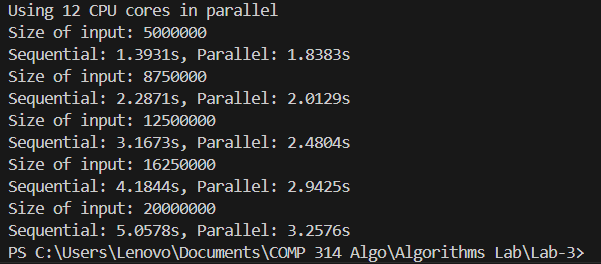 Using 12 CPU cores in parallel
Size of input: 5000000
Sequential: 1.3931s, Parallel: 1.8383s
Size of input: 8750000
Sequential: 2.2871s, Parallel: 2.0129s
Size of input: 12500000
Sequential: 3.1673s, Parallel: 2.4804s
Size of input: 16250000
Sequential: 4.1844s, Parallel: 2.9425s
Size of input: 20000000
Sequential: 5.0578s, Parallel: 3.2576s
PS C:\Users\Lenovo\Documents\COMP 314 Algo\Algorithms Lab\Lab-3>